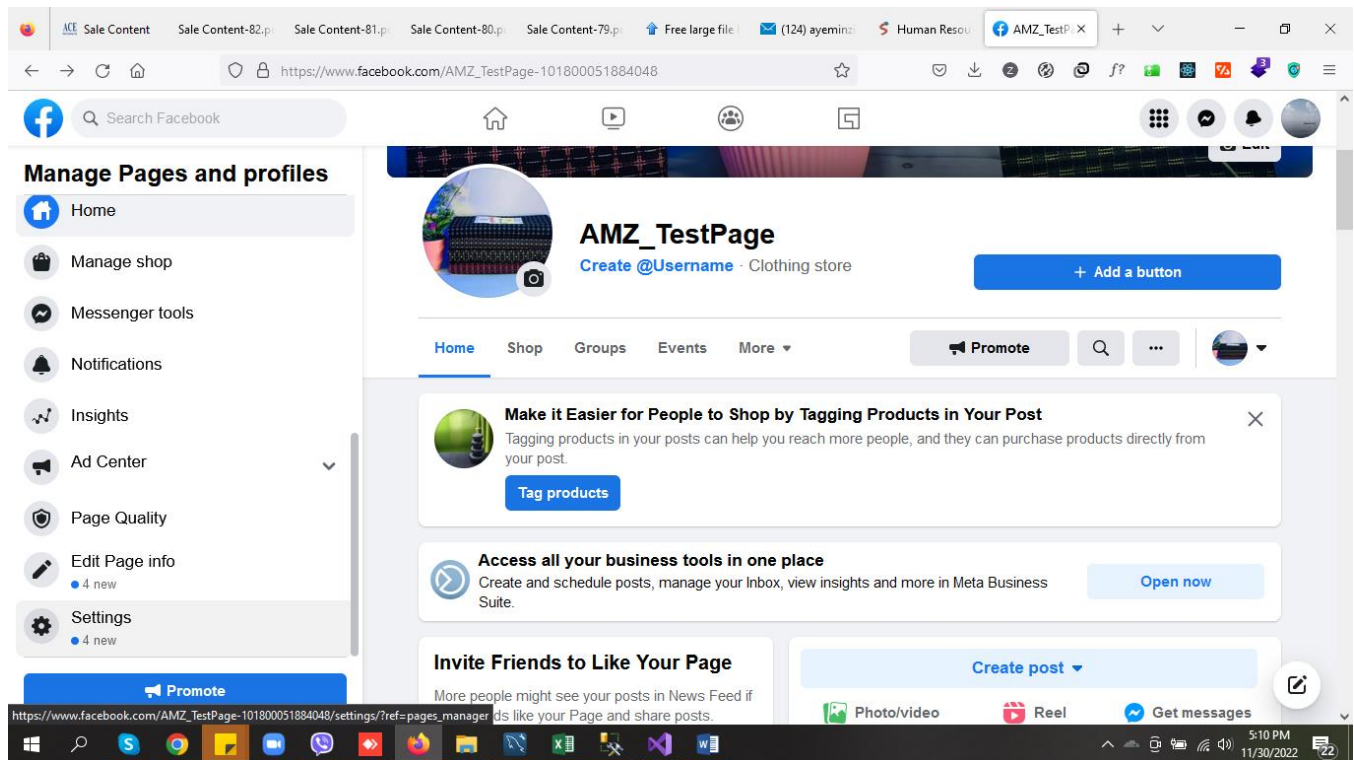 ACE Sale Content
Sale Content-82.p
Sale Content-81.p
Sale Content-80.p
Sale Content-79.p
Free large file
(124) ayeminz
Human Resou
AMZ_TestP
https://www.facebook.com/AMZ_TestPage-101800051884048
Search Facebook
Manage Pages and profiles
Home
Manage shop
Messenger tools
Notifications
Insights
Ad Center
Page Quality
Edit Page info
4 new
Settings
4 new
Promote
https://www.facebook.com/AMZ_TestPage-101800051884048/settings/?ref=pages_manager
Edit
AMZ_TestPage
Create @Username · Clothing store
+ Add a button
Home Shop Groups Events More
Promote
Make it Easier for People to Shop by Tagging Products in Your Post
Tagging products in your posts can help you reach more people, and they can purchase products directly from
your post.
Tag products
Access all your business tools in one place
Create and schedule posts, manage your Inbox, view insights and more in Meta Business
Suite.
Open now
Invite Friends to Like Your Page
More people might see your posts in News Feed if
ds like your Page and share posts.
Create post
Photo/video
Reel
Get messages
5:10 PM
11/30/2022
22